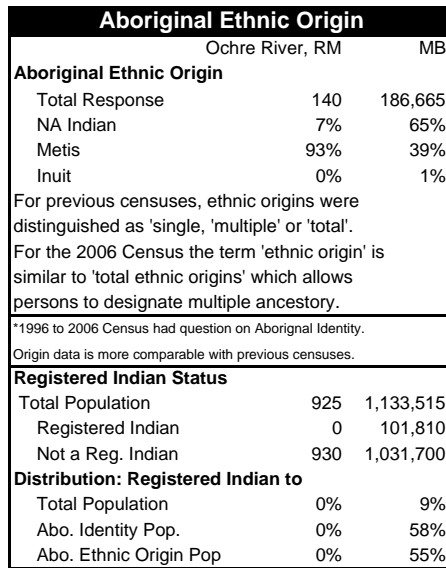 Aboriginal Ethnic Origin
Ochre River, RM MB
Aboriginal Ethnic Origin
Total Response 140 186,665
NA Indian 7% 65%
Metis 93% 39%
Inuit 0% 1%
For previous censuses, ethnic origins were
distinguished as 'single, 'multiple' or 'total'.
For the 2006 Census the term 'ethnic origin' is
similar to 'total ethnic origins' which allows
persons to designate multiple ancestory.
*1996 to 2006 Census had question on Aborignal Identity.
Origin data is more comparable with previous censuses.
Registered Indian Status
Total Population 925 1,133,515
Registered Indian 0 101,810
Not a Reg. Indian 930 1,031,700
Distribution: Registered Indian to
Total Population 0% 9%
Abo. Identity Pop. 0% 58%
Abo. Ethnic Origin Pop 0% 55%